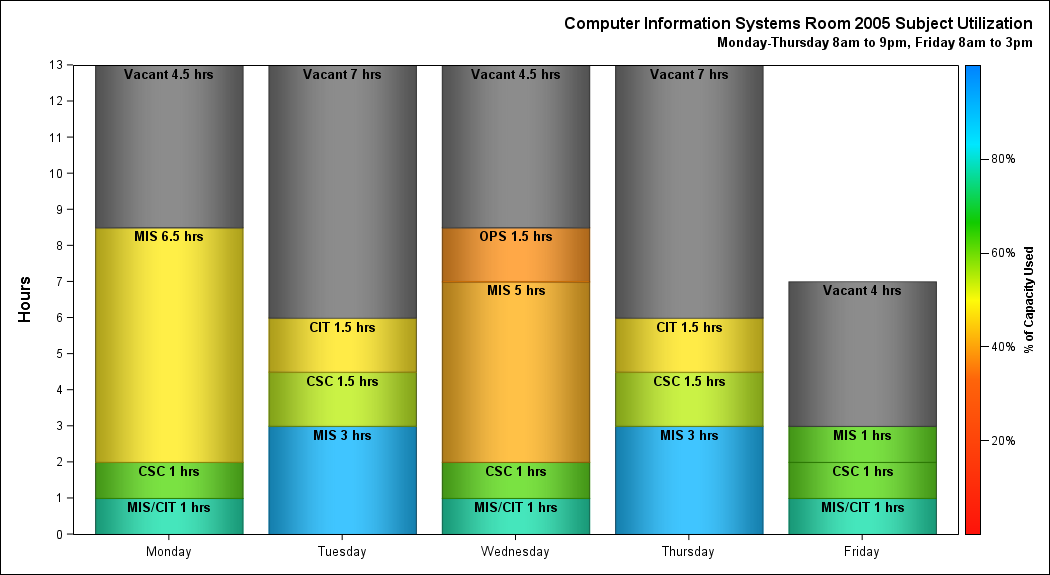 Computer Information Systems Room 2005 Subject Utilization
Monday-Thursday 8am to 9pm, Friday 8am to 3pm
Hours
13
12
11
10
9
8
7
6
5
4
3
2
1
0
Vacant 4.5 hrs
MIS 6.5 hrs
CSC 1 hrs
MIS/CIT 1 hrs
Monday
Vacant 7 hrs
CIT 1.5 hrs
CSC 1.5 hrs
MIS 3 hrs
Tuesday
Vacant 4.5 hrs
OPS 1.5 hrs
MIS 5 hrs
CSC 1 hrs
MIS/CIT 1 hrs
Wednesday
Vacant 7 hrs
CIT 1.5 hrs
CSC 1.5 hrs
MIS 3 hrs
Thursday
Vacant 4 hrs
MIS 1 hrs
CSC 1 hrs
MIS/CIT 1 hrs
Friday
80%
60%
40%
20%
% of Capacity Used